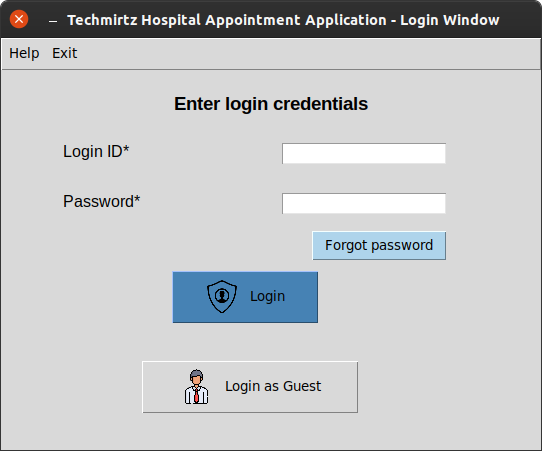 Techmirtz Hospital Appointment Application - Login Window
Help Exit
Enter login credentials
Login ID*
Password*
Forgot password
Login
Login as Guest